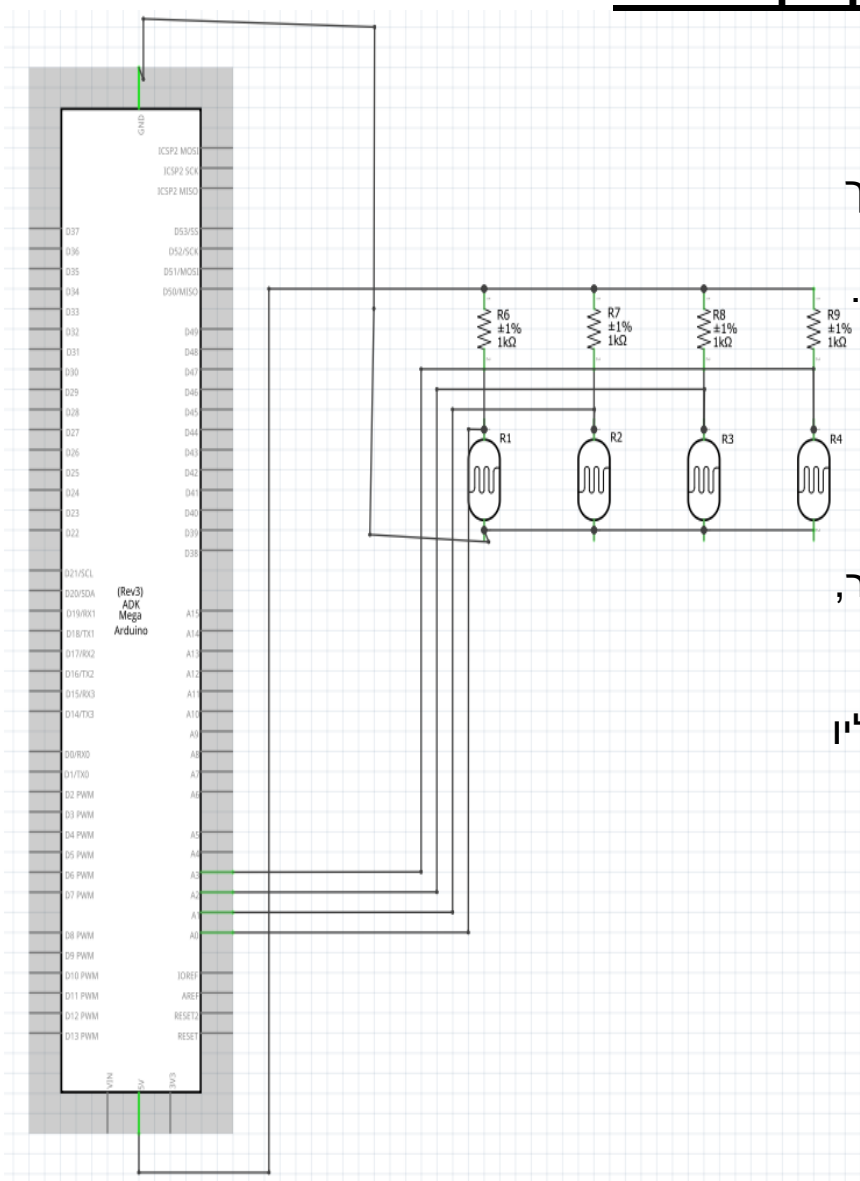 GND
ICSP2 MOSI
ICSP2 SCK
ICSP2 MISO
D37
D53/SS
D36
D52/SCK
D35
D51/MOSI
D34
D50/MISO
D33
D32
D49
D31
D48
D30
D47
D29
D46
D28
D45
D27
D44
D26
D43
D25
D42
D24
D41
D23
D40
D22
D39
D38
D21/SCL
D20/SDA
D19/RX1
A15
D18/TX1
A14
D17/RX2
A13
D16/TX2
A12
D15/RX3
A11
D14/TX3
A10
A9
D0/RX0
A8
D1/TX0
A7
D2 PWM
A6
D3 PWM
D4 PWM
A5
D5 PWM
A4
D6 PWM
A3
D7 PWM
A2
A1
D8 PWM
A0
D9 PWM
D10 PWM
IOREF
D11 PWM
AREF
D12 PWM
RESET2
D13 PWM
RESET
(Rev3)
ADK
Mega
Arduino
VIN
5V
3V3
R6
±1%
1kΩ
R7
±1%
1kΩ
R8
±1%
1kΩ
R9
±1%
1kΩ
R1
R2
R3
R4